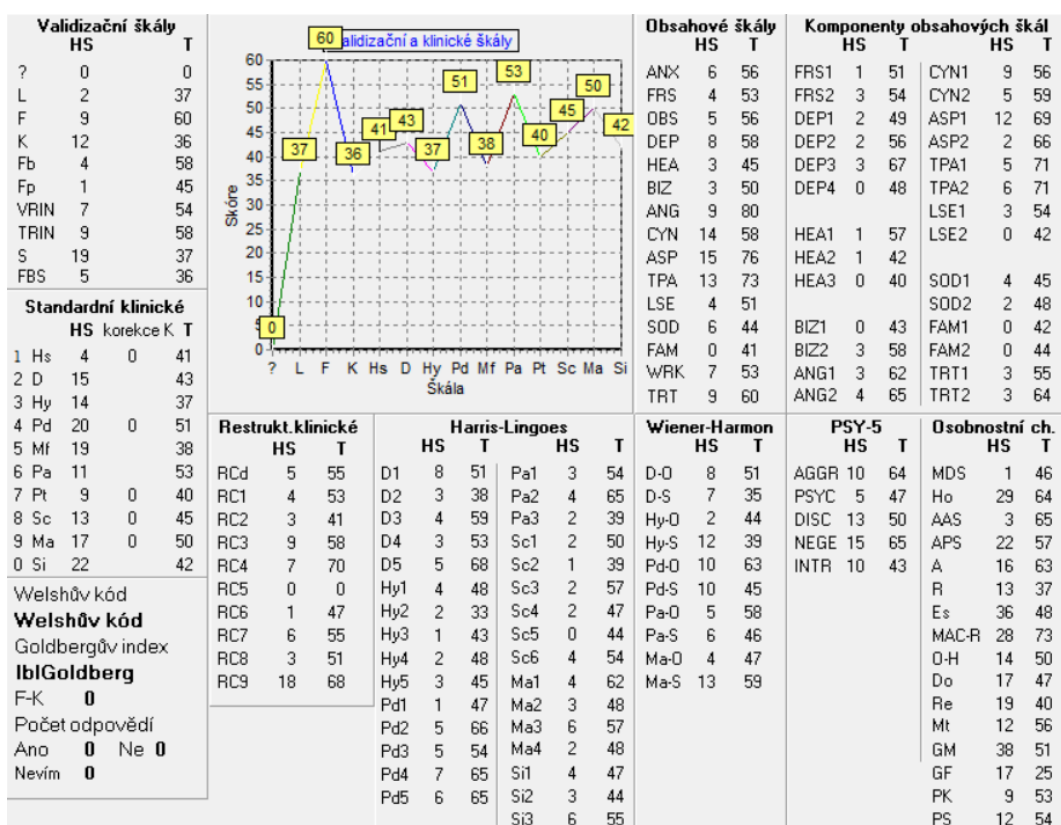 Validizační škály
HS T
? 0 0
L 2 37
F 9 60
K 12 36
Fb 4 58
Fp 1 45
VRIN 7 54
TRIN 9 58
S 19 37
FBS 5 36
Standardní klinické
HS korekce K T
1 Hs 4 0 41
2 D 15 43
3 Hy 14 37
4 Pd 20 0 51
5 Mf 19 38
6 Pa 11 53
7 Pt 9 0 40
8 Sc 13 0 45
9 Ma 17 0 50
0 Si 22 42
Welshův kód
Welshův kód
Goldbergův index
lblGoldberg
F-K 0
Počet odpovědí
Ano 0 Ne 0
Nevím 0
alidizační a klinické škály
Skóre
60
55
50
45
40
35
30
25
20
15
10
5
0
0 37 60 36 41 43 37 51 38 53 40 45 50 42
? L F K Hs D Hy Pd Mf Pa Pt Sc Ma Si
Škála
Obsahové škály
HS T
ANX 6 56
FRS 4 53
OBS 5 56
DEP 8 58
HEA 3 45
BIZ 3 50
ANG 9 80
CYN 14 58
ASP 15 76
TPA 13 73
LSE 4 51
SOD 6 44
FAM 0 41
WRK 7 53
TRT 9 60
Komponenty obsahových škál
HS T HS T
FRS1 1 51 CYN1 9 56
FRS2 3 54 CYN2 5 59
DEP1 2 49 ASP1 12 69
DEP2 2 56 ASP2 2 66
DEP3 3 67 TPA1 5 71
DEP4 0 48 TPA2 6 71
LSE1 3 54
HEA1 1 57 LSE2 0 42
HEA2 1 42
HEA3 0 40 SOD1 4 45
SOD2 2 48
BIZ1 0 43 FAM1 0 42
BIZ2 3 58 FAM2 0 44
ANG1 3 62 TRT1 3 55
ANG2 4 65 TRT2 3 64
Restrukt.klinické
HS T
RCd 5 55
RC1 4 53
RC2 3 41
RC3 9 58
RC4 7 70
RC5 0 0
RC6 1 47
RC7 6 55
RC8 3 51
RC9 18 68
Harris-Lingoes
HS T HS T
D1 8 51 Pa1 3 54
D2 3 38 Pa2 4 65
D3 4 59 Pa3 2 39
D4 3 53 Sc1 2 50
D5 5 68 Sc2 1 39
Hy1 4 48 Sc3 2 57
Hy2 2 33 Sc4 2 47
Hy3 1 43 Sc5 0 44
Hy4 2 48 Sc6 4 54
Hy5 3 45 Ma1 4 62
Pd1 1 47 Ma2 3 48
Pd2 5 66 Ma3 6 57
Pd3 5 54 Ma4 2 48
Pd4 7 65 Si1 4 47
Pd5 6 65 Si2 3 44
Si3 6 55
Wiener-Harmon
HS T
D-O 8 51
D-S 7 35
Hy-O 2 44
Hy-S 12 39
Pd-O 10 63
Pd-S 10 45
Pa-O 5 58
Pa-S 6 46
Ma-O 4 47
Ma-S 13 59
PSY-5
HS T
AGGR 10 64
PSYC 5 47
DISC 13 50
NEGE 15 65
INTR 10 43
Osobnostní ch.
HS T
MDS 1 46
Ho 29 64
AAS 3 65
APS 22 57
A 16 63
R 13 37
Es 36 48
MAC-R 28 73
O-H 14 50
Do 17 47
Re 19 40
Mt 12 56
GM 38 51
GF 17 25
PK 9 53
PS 12 54